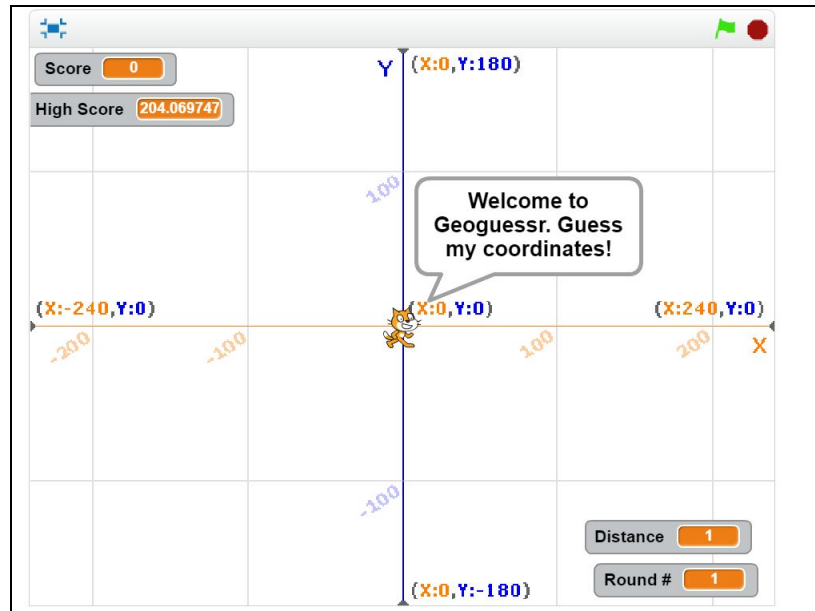 Score 0
Y (X:0,Y:180)
High Score 204.069747
100
Welcome to
Geoguessr. Guess
my coordinates!
(X:-240,Y:0)
(X:0,Y:0)
(X:240,Y:0)
-200
-100
100
200
X
-100
Distance 1
Round # 1
(X:0,Y:-180)